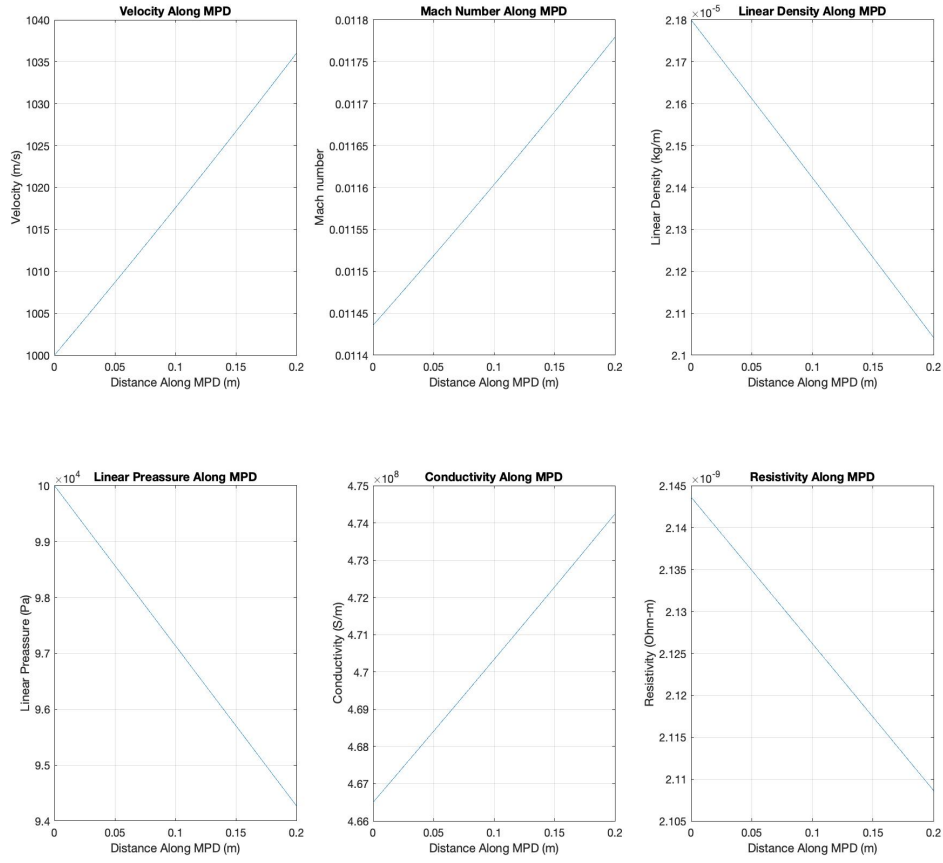 Velocity Along MPD
1040
1035
1030
1025
1020
1015
1010
1005
1000
Velocity (m/s)
0 0.05 0.1 0.15 0.2
Distance Along MPD (m)
Mach Number Along MPD
0.0118
0.01175
0.0117
0.01165
0.0116
0.01155
0.0115
0.01145
0.0114
Mach number
0 0.05 0.1 0.15 0.2
Distance Along MPD (m)
×10⁻⁵ Linear Density Along MPD
2.18
2.17
2.16
2.15
2.14
2.13
2.12
2.11
2.1
Linear Density (kg/m)
0 0.05 0.1 0.15 0.2
Distance Along MPD (m)
×10⁴ Linear Preassure Along MPD
10
9.9
9.8
9.7
9.6
9.5
9.4
Linear Preassure (Pa)
0 0.05 0.1 0.15 0.2
Distance Along MPD (m)
×10⁸ Conductivity Along MPD
4.75
4.74
4.73
4.72
4.71
4.7
4.69
4.68
4.67
4.66
Conductivity (S/m)
0 0.05 0.1 0.15 0.2
Distance Along MPD (m)
×10⁻⁹ Resistivity Along MPD
2.145
2.14
2.135
2.13
2.125
2.12
2.115
2.11
2.105
Resistivity (Ohm-m)
0 0.05 0.1 0.15 0.2
Distance Along MPD (m)